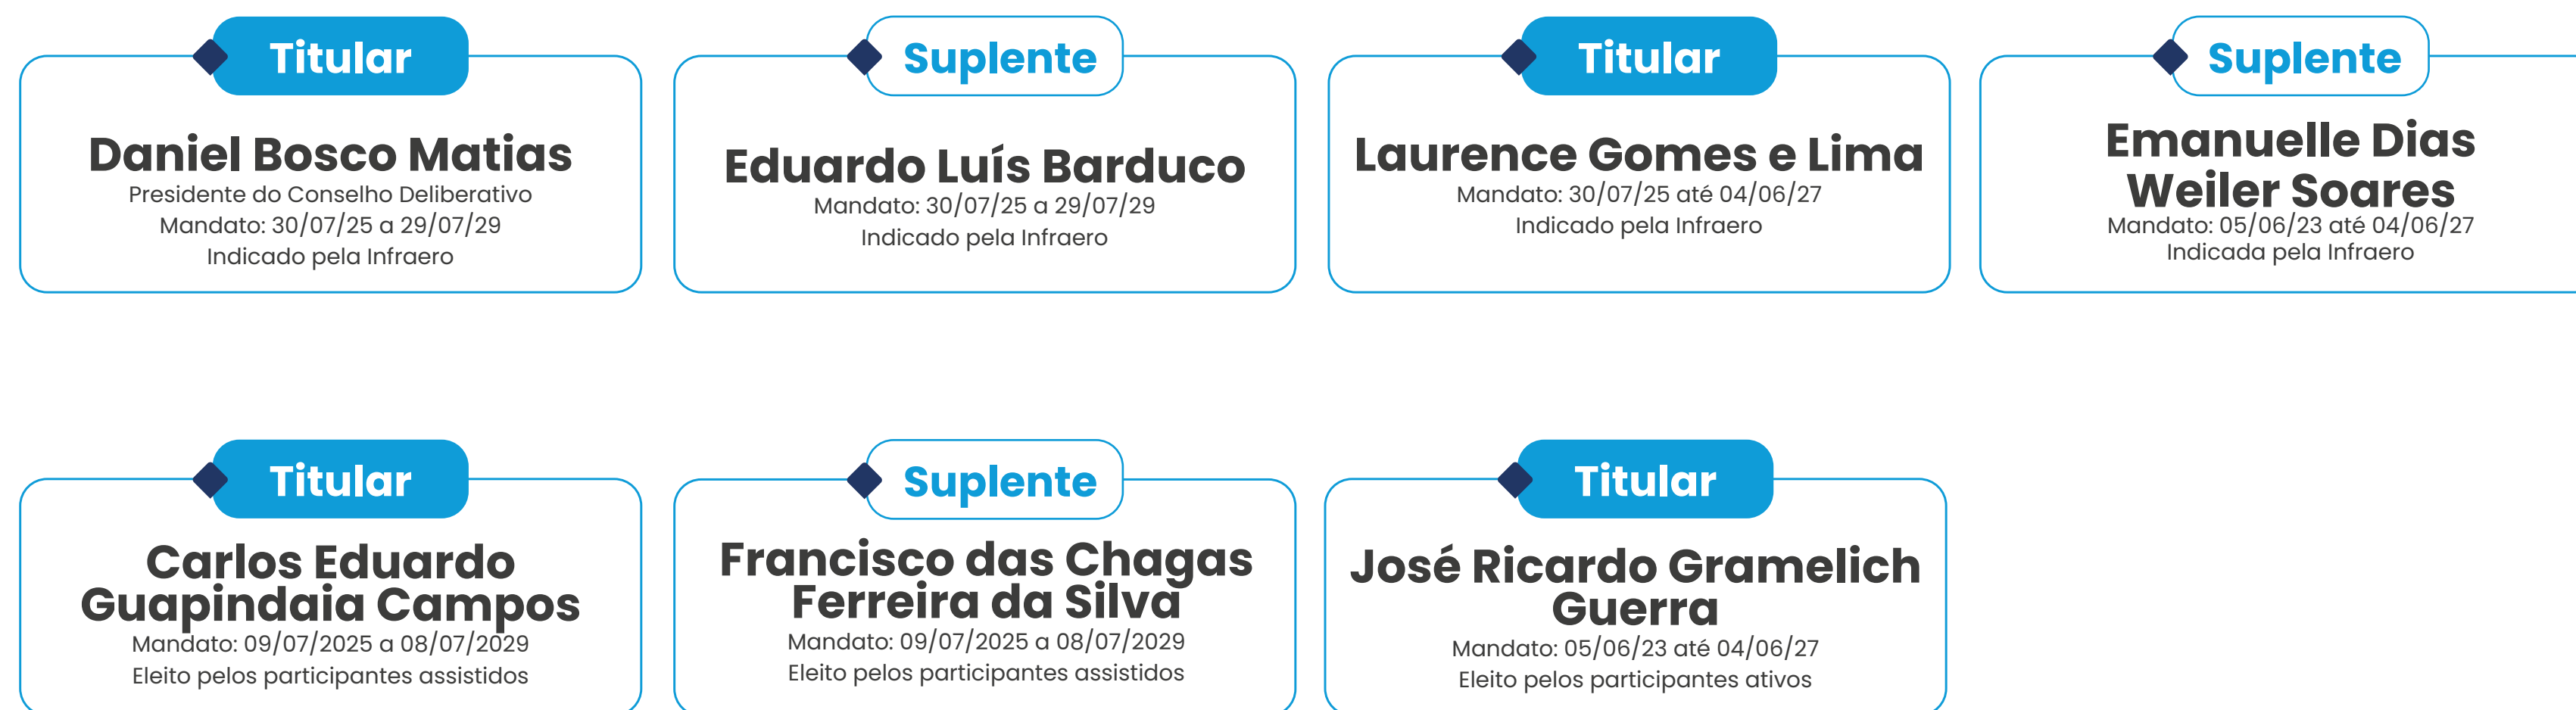 Titular
Daniel Bosco Matias
Presidente do Conselho Deliberativo
Mandato: 30/07/25 a 29/07/29
Indicado pela Infraero
Suplente
Eduardo Luís Barduco
Mandato: 30/07/25 a 29/07/29
Indicado pela Infraero
Titular
Laurence Gomes e Lima
Mandato: 30/07/25 até 04/06/27
Indicado pela Infraero
Suplente
Emanuelle Dias
Weiler Soares
Mandato: 05/06/23 até 04/06/27
Indicada pela Infraero
Titular
Carlos Eduardo
Guapindaia Campos
Mandato: 09/07/2025 a 08/07/2029
Eleito pelos participantes assistidos
Suplente
Francisco das Chagas
Ferreira da Silva
Mandato: 09/07/2025 a 08/07/2029
Eleito pelos participantes assistidos
Titular
José Ricardo Gramelich
Guerra
Mandato: 05/06/23 até 04/06/27
Eleito pelos participantes ativos